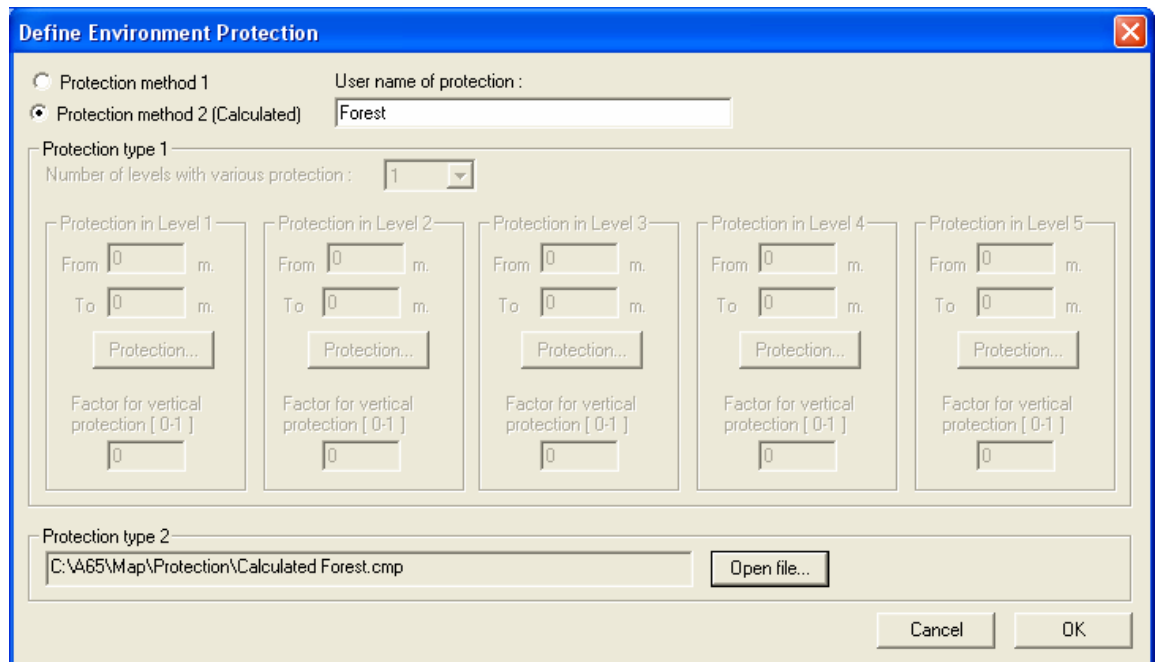 Define Environment Protection
Protection method 1
User name of protection :
Protection method 2 (Calculated)
Forest
Protection type 1
Number of levels with various protection :
1
Protection in Level 1
From 0 m.
To 0 m.
Protection...
Factor for vertical
protection [ 0-1 ]
0
Protection in Level 2
From 0 m.
To 0 m.
Protection...
Factor for vertical
protection [ 0-1 ]
0
Protection in Level 3
From 0 m.
To 0 m.
Protection...
Factor for vertical
protection [ 0-1 ]
0
Protection in Level 4
From 0 m.
To 0 m.
Protection...
Factor for vertical
protection [ 0-1 ]
0
Protection in Level 5
From 0 m.
To 0 m.
Protection...
Factor for vertical
protection [ 0-1 ]
0
Protection type 2
C:\A65\Map\Protection\Calculated Forest.cmp
Open file...
Cancel
OK